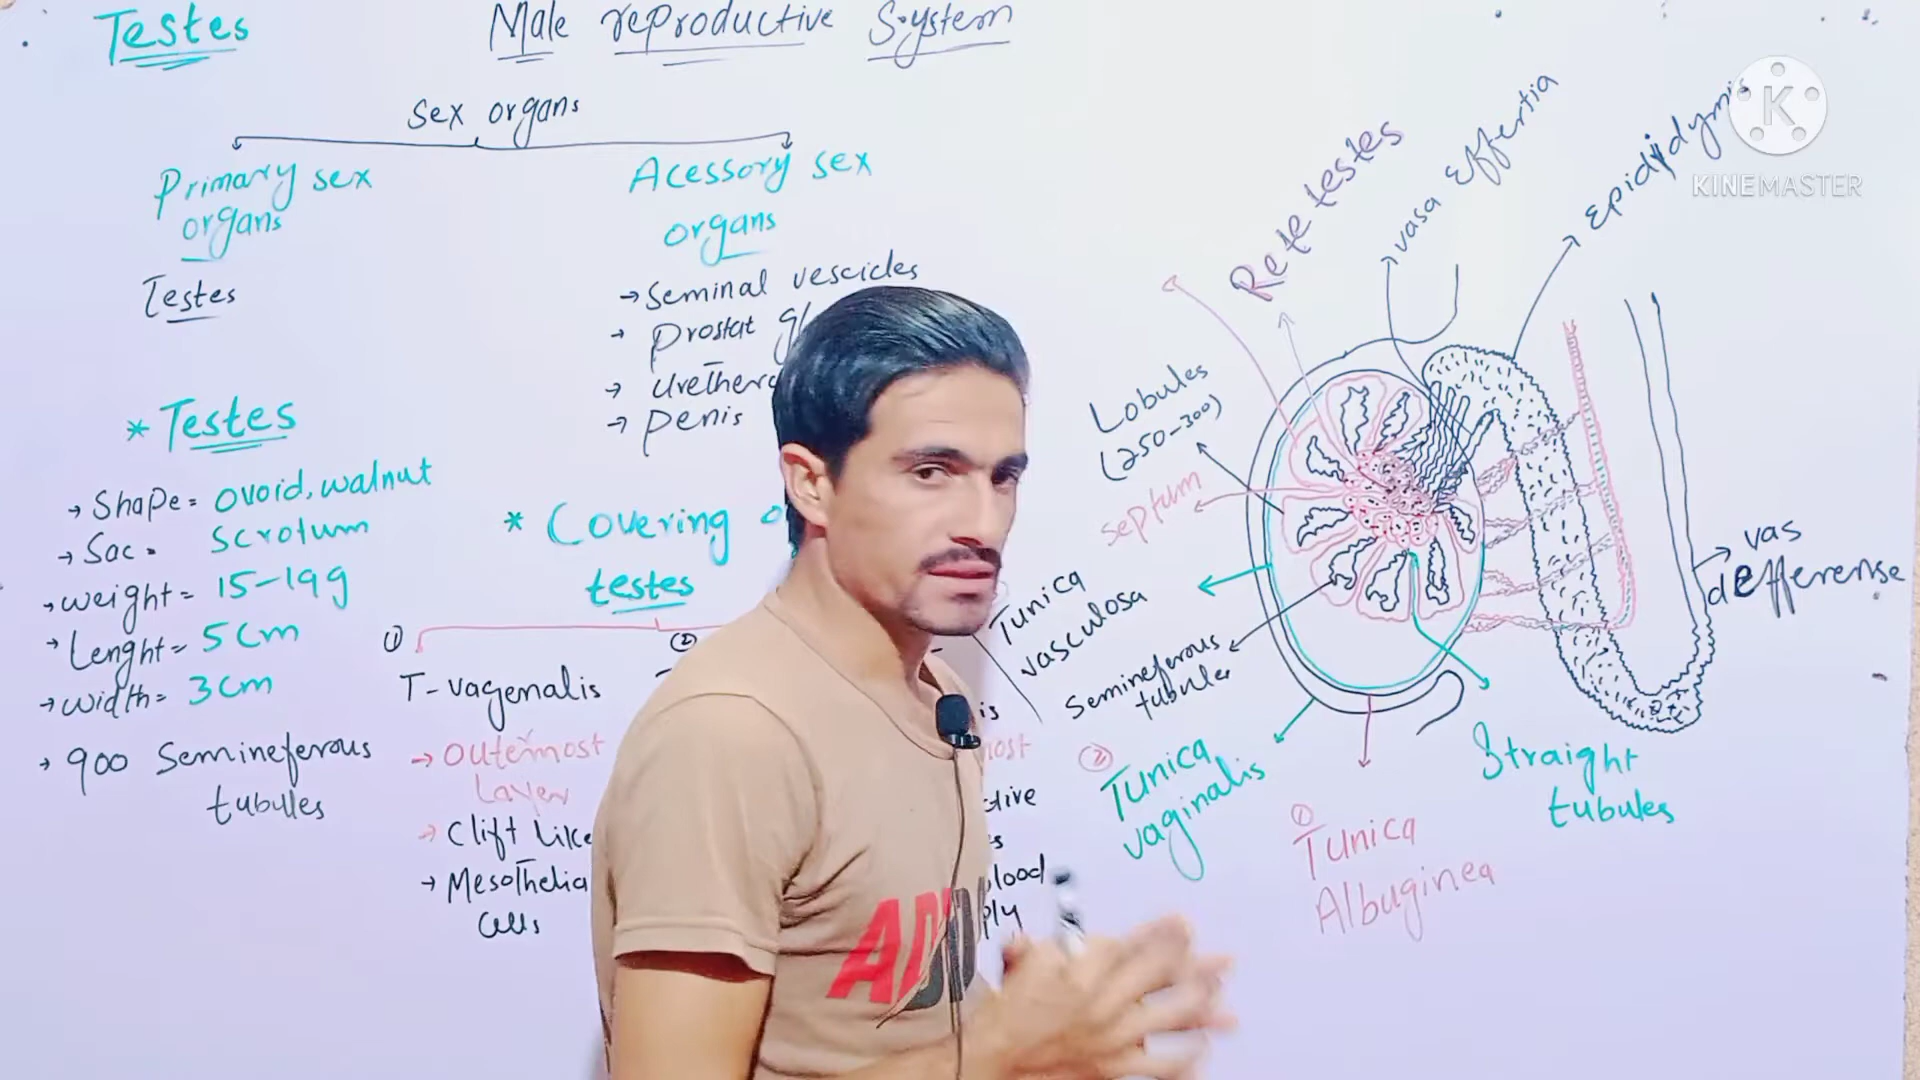 Testes
Male reproductive System
Sex organs
Primary sex
organs
Testes
Acessory sex
organs
→ Seminal vescicles
→ Prostat
→ urethera
→ penis
* Testes
→ Shape = ovoid, walnut
→ Sac = Scrotum
→ weight = 15-19g
→ Lenght = 5cm
→ width = 3cm
→ 900 Semineferous
tubules
* Covering
testes
①
②
T-vagenalis
→ outermost
Layer
→ Clift Like
→ Mesothelia
Cells
Tunica
vasculosa
Rete testes
vasa Effertia
Epididymis
Lobules
(250-300)
Septum
Semineferous
tubules
② Tunica
vaginalis
① Tunica
Albuginea
Straight
tubules
vas
defferense
K
KINEMASTER